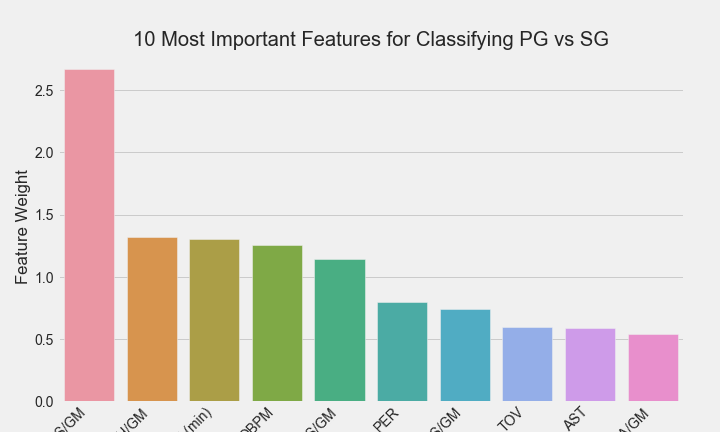 10 Most Important Features for Classifying PG vs SG
Feature Weight
2.5
2.0
1.5
1.0
0.5
0.0
S/GM
/GM
(min)
BPM
S/GM
PER
/GM
TOV
AST
/GM